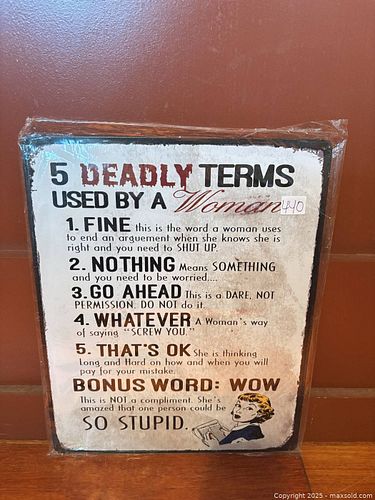 5 DEADLY TERMS
USED BY A Woman 440
1. FINE this is the word a woman uses
to end an arguement when she knows she is
right and you need to SHUT UP.
2. NOTHING Means SOMETHING
and you need to be worried....
3. GO AHEAD This is a DARE, NOT
PERMISSION. DO NOT do it.
4. WHATEVER A Woman's way
of saying "SCREW YOU."
5. THAT'S OK She is thinking
Long and Hard on how and when you will
pay for your mistake.
BONUS WORD: WOW
This is NOT a compliment. She's
amazed that one person could be
SO STUPID.
Copyright 2025 - maxsold.com